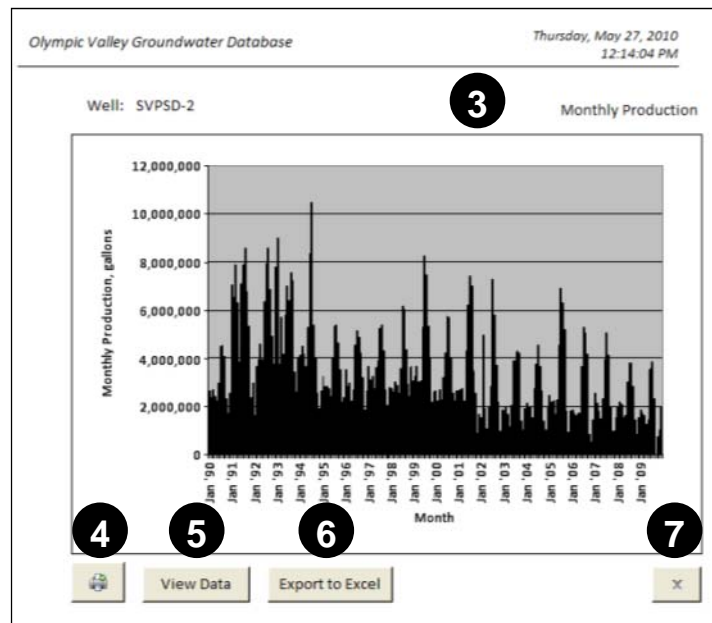 Olympic Valley Groundwater Database
Thursday, May 27, 2010
12:14:04 PM
Well: SVPSD-2
3
Monthly Production
Monthly Production, gallons
12,000,000
10,000,000
8,000,000
6,000,000
4,000,000
2,000,000
0
Jan '90
Jan '91
Jan '92
Jan '93
Jan '94
Jan '95
Jan '96
Jan '97
Jan '98
Jan '99
Jan '00
Jan '01
Jan '02
Jan '03
Jan '04
Jan '05
Jan '06
Jan '07
Jan '08
Jan '09
Month
4
5
6
7
View Data
Export to Excel
x